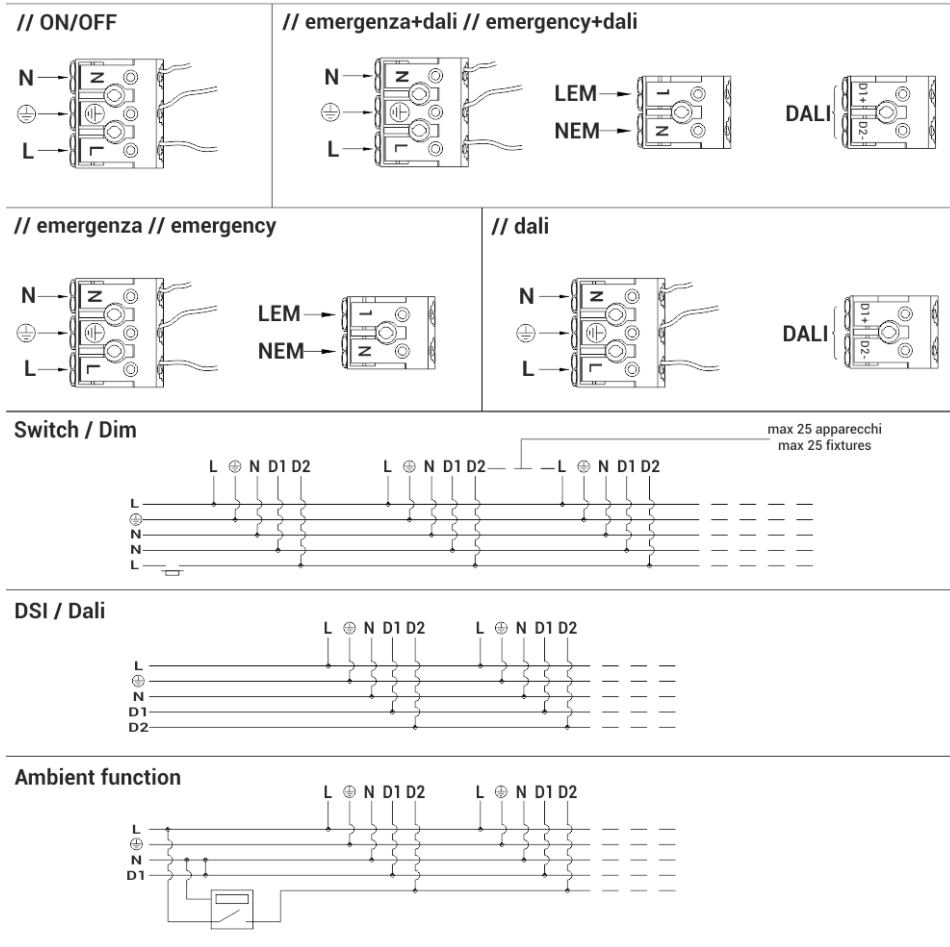 // ON/OFF
N N
L L
// emergenza+dali // emergency+dali
N N
L L
LEM 1
NEM N
DALI D1+ D2-
// emergenza // emergency
N N
L L
LEM 1
NEM N
// dali
N N
L L
DALI D1+ D2-
Switch / Dim
max 25 apparecchi
max 25 fixtures
L N D1 D2 L N D1 D2 L N D1 D2
L
N
N
L
DSI / Dali
L N D1 D2 L N D1 D2
L
N
D1
D2
Ambient function
L N D1 D2 L N D1 D2
L
N
D1